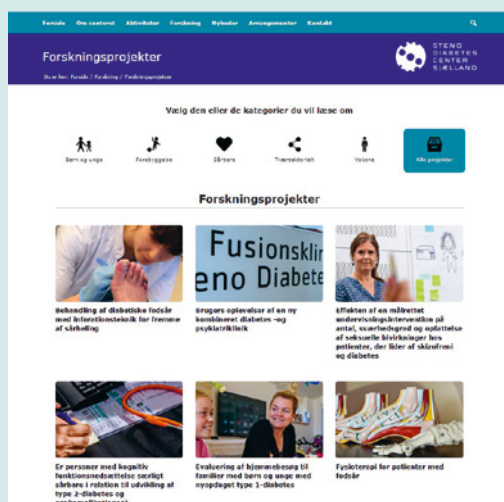 Forside Om centeret Aktiviteter Forskning Nyheder Arrangementer Kontakt
Forskningsprojekter
STENO
DIABETES
CENTER
SJÆLLAND
Du er her: Forside / Forskning / Forskningsprojekter
Vælg den eller de kategorier du vil læse om
Børn og unge Forebyggelse Sårbare Tværsektorielt Voksne Alle projekter
Forskningsprojekter
Fusionsklin
eno Diabete
Behandling af diabetiske fodsår
med inforationsteknik for fremme
af sårheling
Brugers oplevelser af en ny
kombineret diabetes -og
psykiatriklinik
Effekten af en målrettet
undervisningsintervention på
antal, sværhedsgrad og opfattelse
af seksuelle bivirkninger hos
patienter, der lider af skizofreni
og diabetes
Er personer med kognitiv
funktionsnedsættelse særligt
sårbare i relation til udvikling af
type 2-diabetes og
Evaluering af hjemmebesøg til
familier med børn og unge med
nyopdaget type 1-diabetes
Fysioterapi for patienter med
fodsår